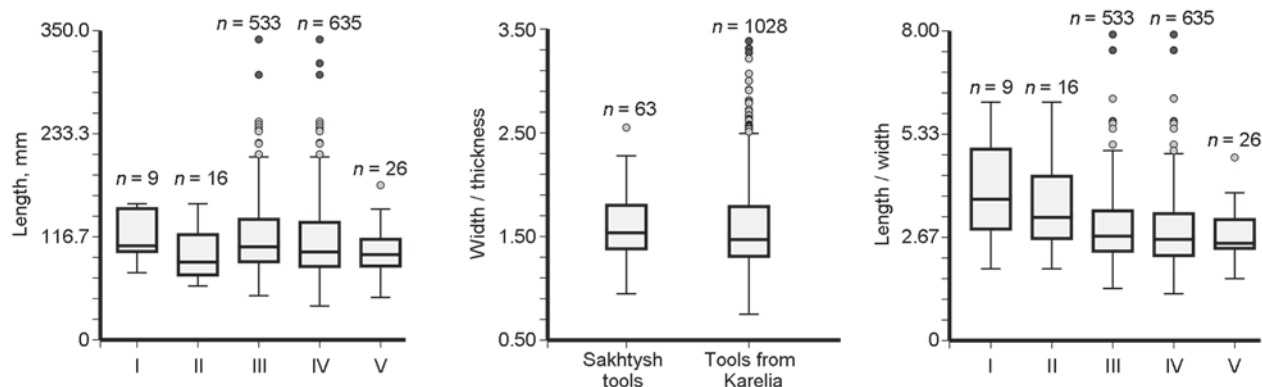 350.0
n = 533
n = 635
233.3
n = 9
n = 16
n = 26
116.7
0
Length, mm
I
II
III
IV
V
3.50
n = 1028
n = 63
2.50
1.50
0.50
Width / thickness
Sakhtysh
tools
Tools from
Karelia
8.00
n = 533
n = 635
n = 9
n = 16
5.33
n = 26
2.67
0
Length / width
I
II
III
IV
V